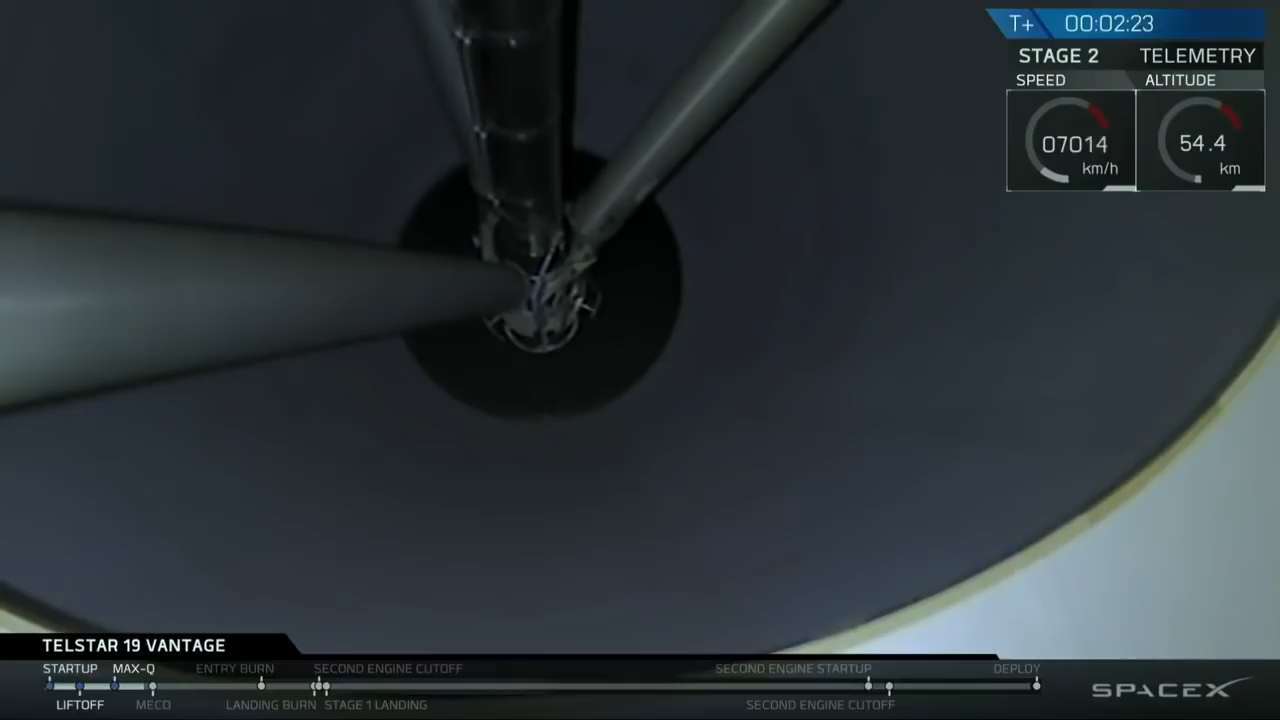 T+ 00:02:23
STAGE 2 TELEMETRY
SPEED ALTITUDE
07014 54.4
km/h km
TELSTAR 19 VANTAGE
STARTUP MAX-Q ENTRY BURN SECOND ENGINE CUTOFF SECOND ENGINE STARTUP DEPLOY
LIFTOFF MECO LANDING BURN STAGE 1 LANDING SECOND ENGINE CUTOFF
SPACEX